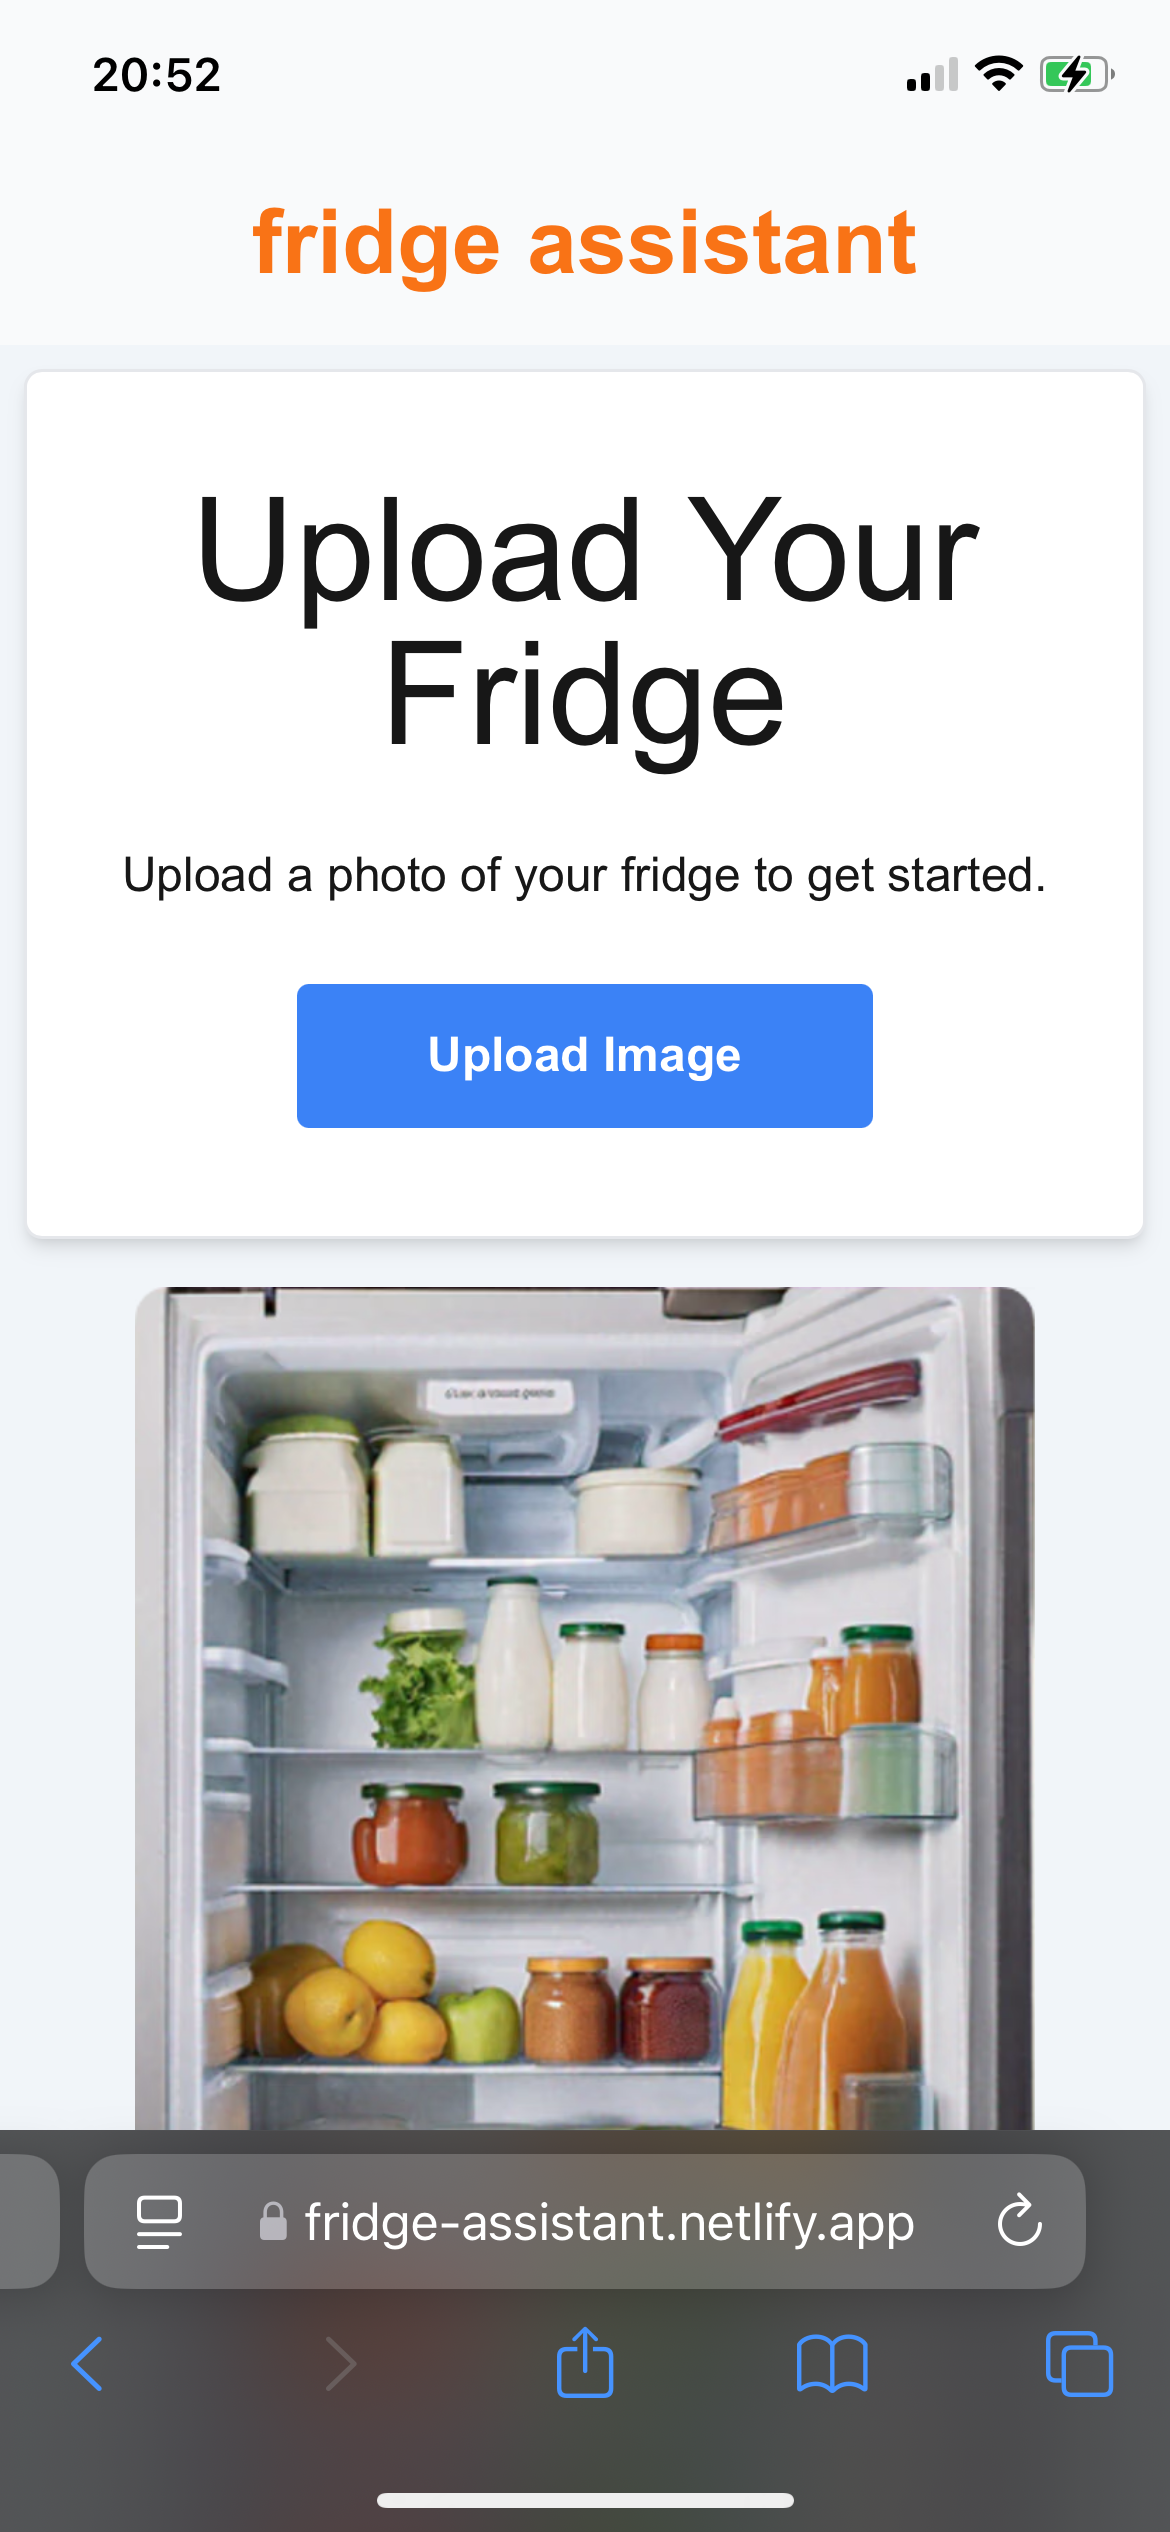 20:52
fridge assistant
Upload Your
Fridge
Upload a photo of your fridge to get started.
Upload Image
fridge-assistant.netlify.app